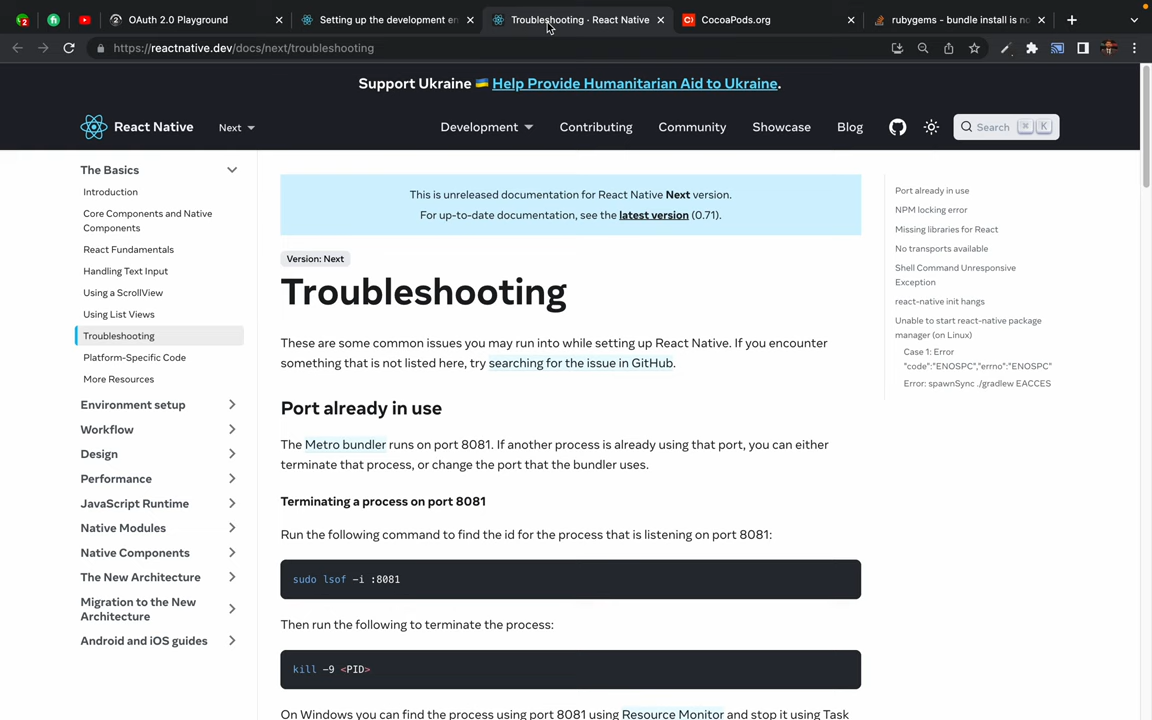 2
OAuth 2.0 Playground
Setting up the development en
Troubleshooting · React Native
CocoaPods.org
rubygems - bundle install is no
https://reactnative.dev/docs/next/troubleshooting
Support Ukraine 🇺🇦 Help Provide Humanitarian Aid to Ukraine.
React Native
Next
Development
Contributing
Community
Showcase
Blog
Search ⌘ K
The Basics
Introduction
Core Components and Native
Components
React Fundamentals
Handling Text Input
Using a ScrollView
Using List Views
Troubleshooting
Platform-Specific Code
More Resources
Environment setup
Workflow
Design
Performance
JavaScript Runtime
Native Modules
Native Components
The New Architecture
Migration to the New
Architecture
Android and iOS guides
This is unreleased documentation for React Native Next version.
For up-to-date documentation, see the latest version (0.71).
Version: Next
Troubleshooting
These are some common issues you may run into while setting up React Native. If you encounter
something that is not listed here, try searching for the issue in GitHub.
Port already in use
The Metro bundler runs on port 8081. If another process is already using that port, you can either
terminate that process, or change the port that the bundler uses.
Terminating a process on port 8081
Run the following command to find the id for the process that is listening on port 8081:
sudo lsof -i :8081
Then run the following to terminate the process:
kill -9 <PID>
On Windows you can find the process using port 8081 using Resource Monitor and stop it using Task
Port already in use
NPM locking error
Missing libraries for React
No transports available
Shell Command Unresponsive
Exception
react-native init hangs
Unable to start react-native package
manager (on Linux)
Case 1: Error
"code":"ENOSPC","errno":"ENOSPC"
Error: spawnSync ./gradlew EACCES